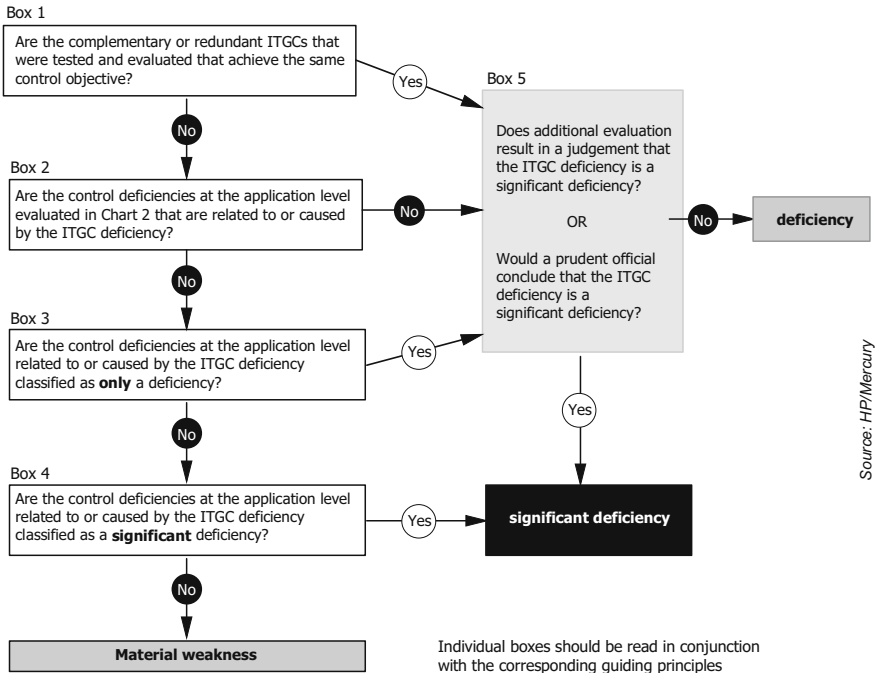 Box 1
Are the complementary or redundant ITGCs that
were tested and evaluated that achieve the same
control objective?
Yes
No
Box 5
Does additional evaluation
result in a judgement that
the ITGC deficiency is a
significant deficiency?
OR
Would a prudent official
conclude that the ITGC
deficiency is a
significant deficiency?
No
deficiency
Yes
Box 2
Are the control deficiencies at the application level
evaluated in Chart 2 that are related to or caused
by the ITGC deficiency?
No
No
Box 3
Are the control deficiencies at the application level
related to or caused by the ITGC deficiency
classified as only a deficiency?
Yes
No
Box 4
Are the control deficiencies at the application level
related to or caused by the ITGC deficiency
classified as a significant deficiency?
Yes
significant deficiency
No
Material weakness
Individual boxes should be read in conjunction
with the corresponding guiding principles
Source: HP/Mercury